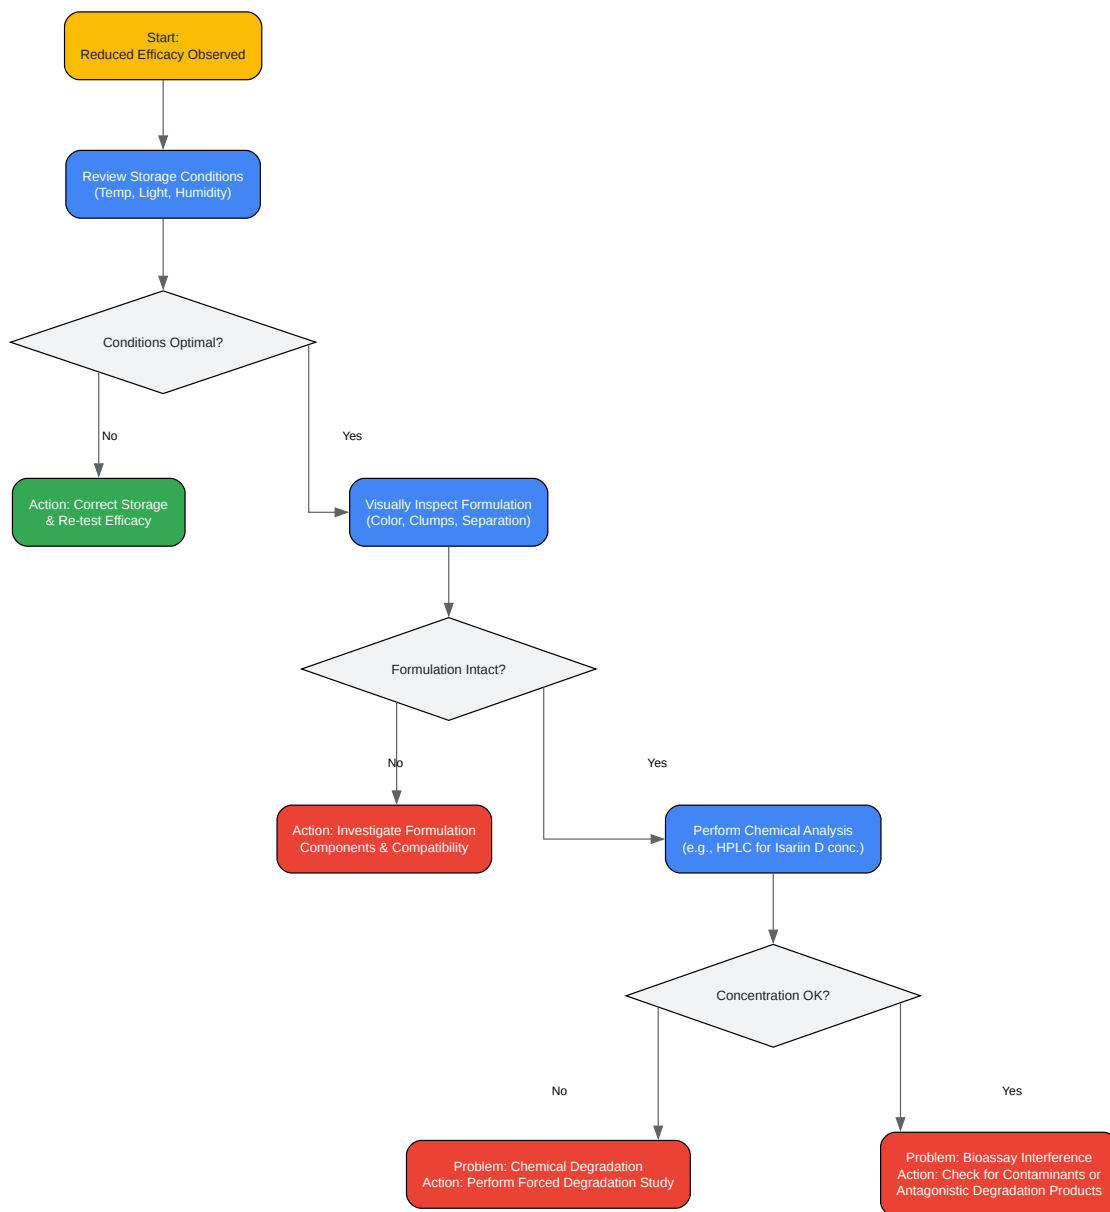 Start:
Reduced Efficacy Observed
Review Storage Conditions
(Temp, Light, Humidity)
Conditions Optimal?
No
Yes
Action: Correct Storage
& Re-test Efficacy
Visually Inspect Formulation
(Color, Clumps, Separation)
Formulation Intact?
No
Yes
Action: Investigate Formulation
Components & Compatibility
Perform Chemical Analysis
(e.g., HPLC for Isariin D conc.)
Concentration OK?
No
Yes
Problem: Chemical Degradation
Action: Perform Forced Degradation Study
Problem: Bioassay Interference
Action: Check for Contaminants or
Antagonistic Degradation Products